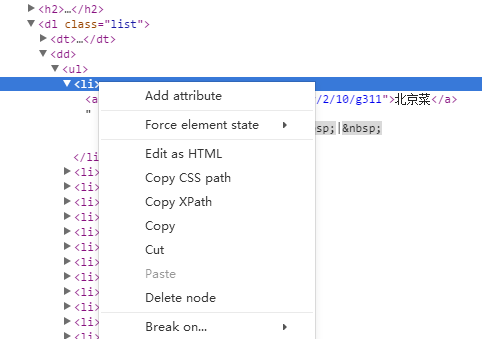 <h2>…</h2>
<dl class="list">
<dt>…</dt>
<dd>
<ul>
<li>
<a /2/10/g311">北京菜</a>
" sp;|&nbsp;
</li>
<li>
<li>
<li>
<li>
<li>
<li>
<li>
<li>
<li>
<li>
<li>
<li>
Add attribute
Force element state
Edit as HTML
Copy CSS path
Copy XPath
Copy
Cut
Paste
Delete node
Break on...